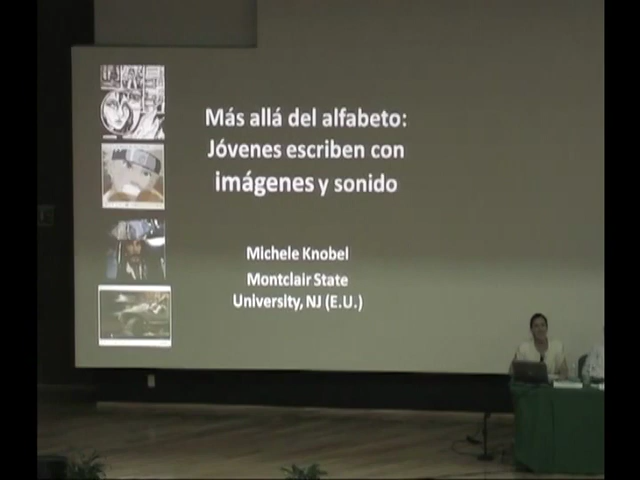 Más allá del alfabeto:
Jóvenes escriben con
imágenes y sonido
Michele Knobel
Montclair State
University, NJ (E.U.)